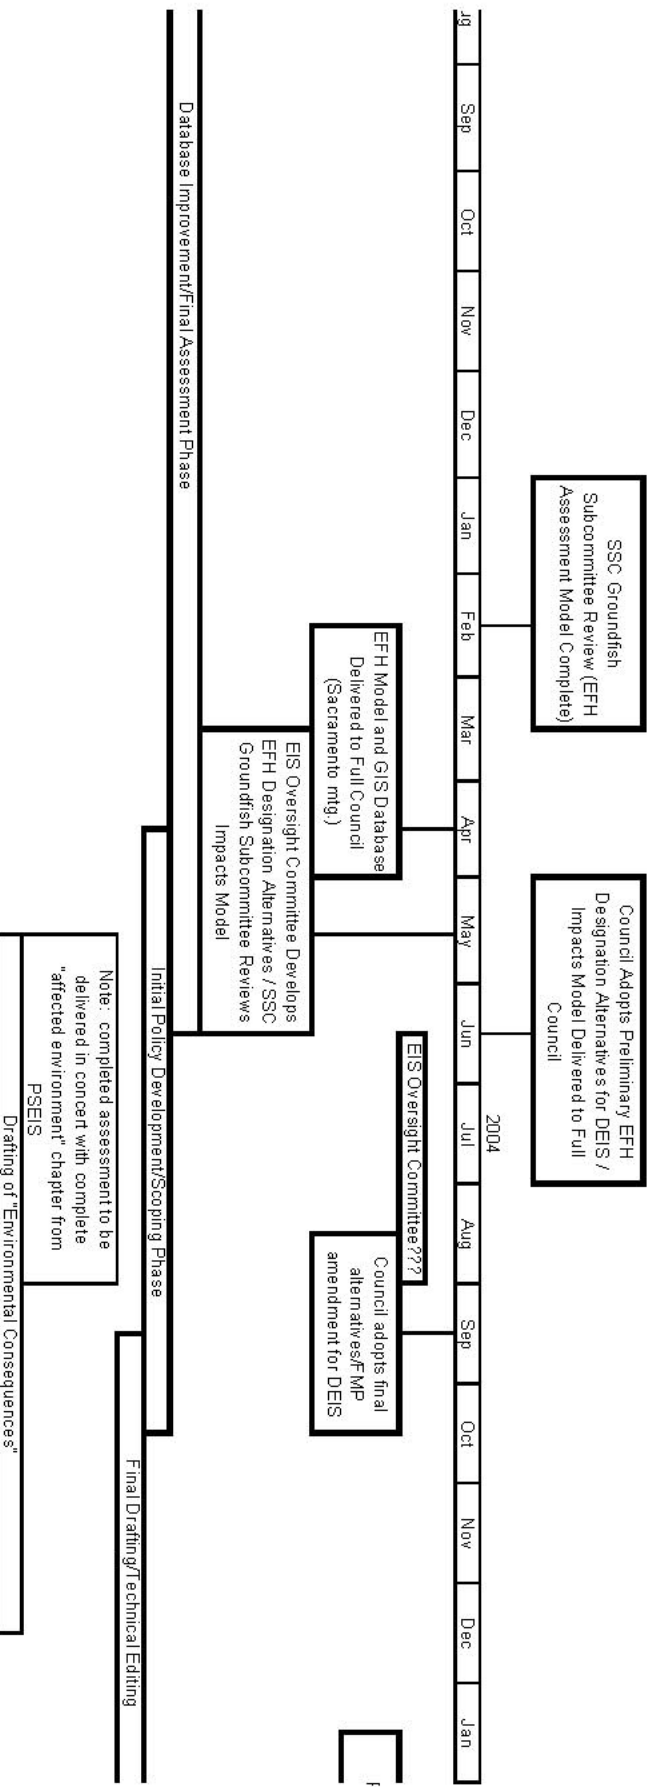 SSC Groundfish
Subcommittee Review (EFH
Assessment Model Complete)
Council Adopts Preliminary EFH
Designation Alternatives for DEIS /
Impacts Model Delivered to Full
Council
2004
Sep
Oct
Nov
Dec
Jan
Feb
Mar
Apr
May
Jun
Jul
Aug
Sep
Oct
Nov
Dec
Jan
EIS Oversight Committee???
EFH Model and GIS Database
Delivered to Full Council
(Sacramento mtg.)
Council adopts final
alternatives/FMP
amendment for DEIS
EIS Oversight Committee Develops
EFH Designation Alternatives / SSC
Groundfish Subcommittee Reviews
Impacts Model
Database Improvement/Final Assessment Phase
Initial Policy Development/Scoping Phase
Final Drafting/Technical Editing
Note: completed assessment to be
delivered in concert with complete
"affected environment" chapter from
PSEIS
Drafting of "Environmental Consequences"